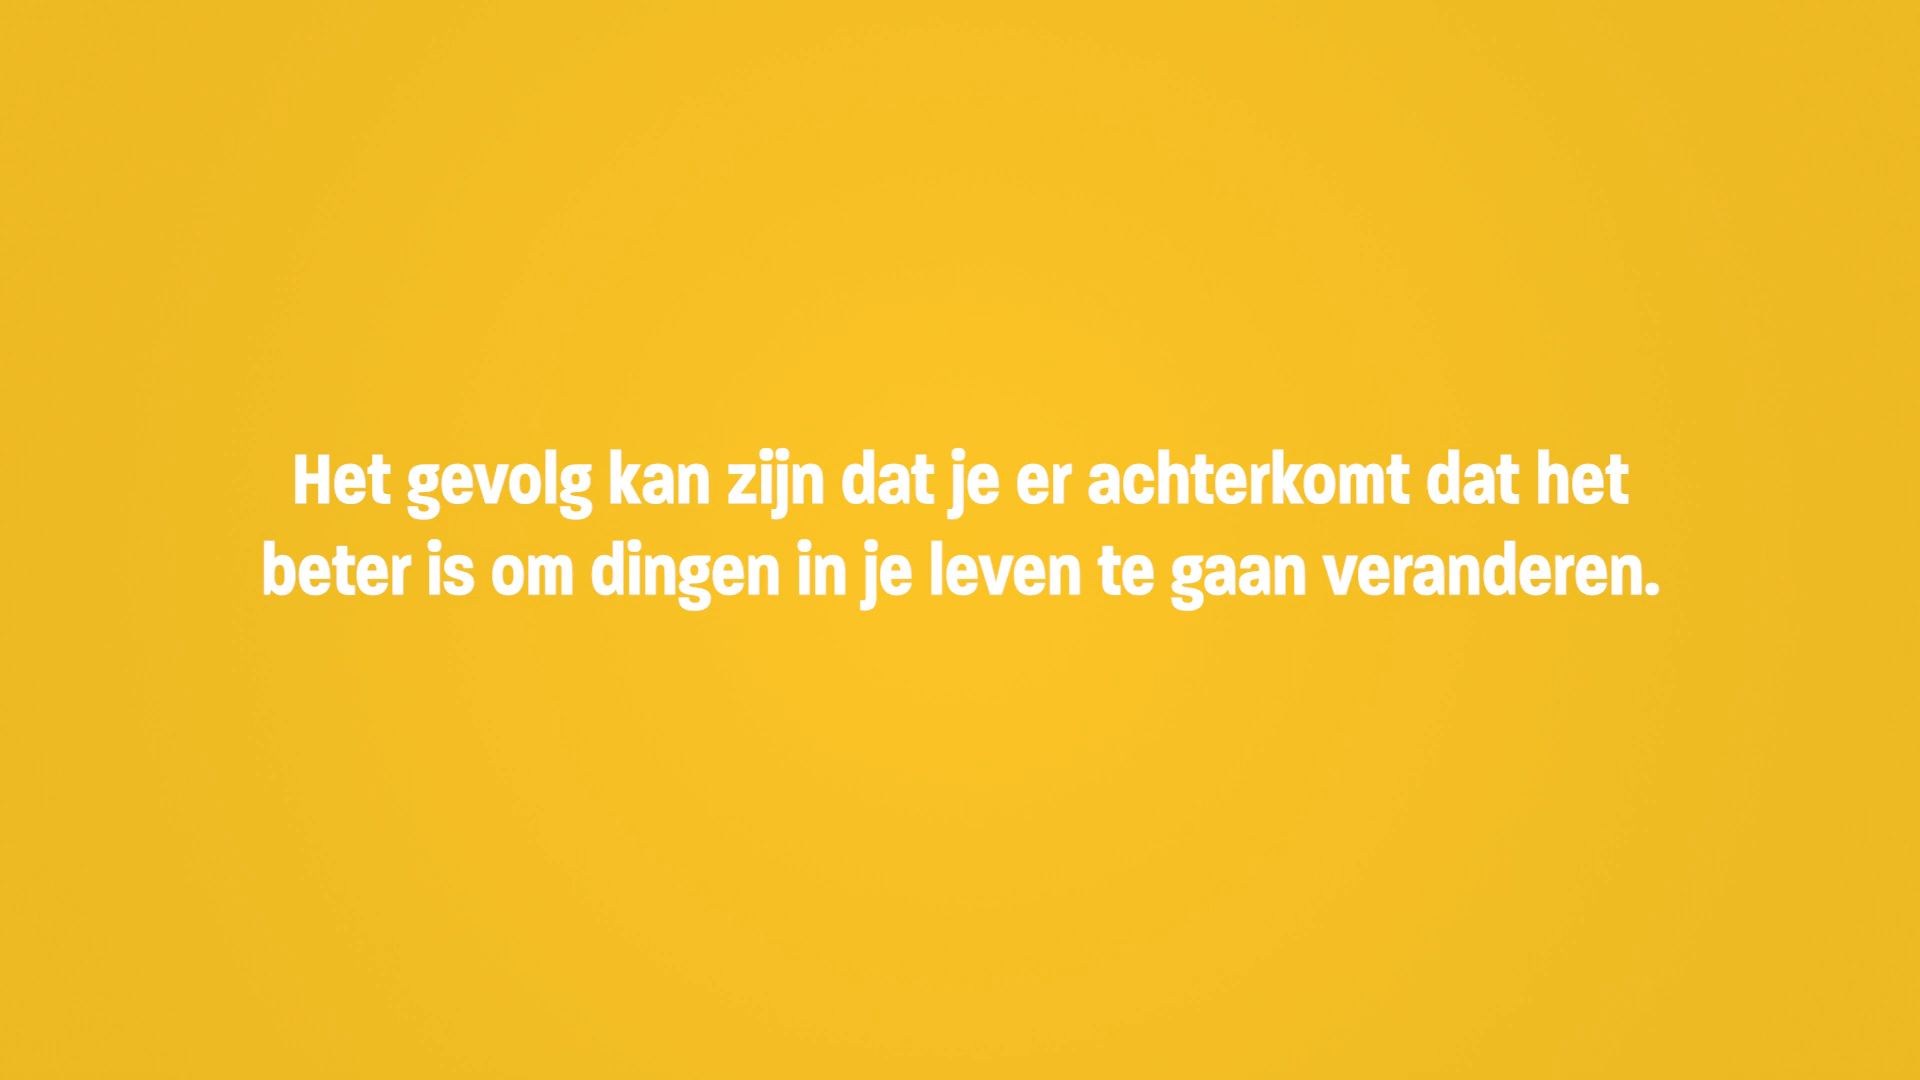 Het gevolg kan zijn dat je er achterkomt dat het
beter is om dingen in je leven te gaan veranderen.